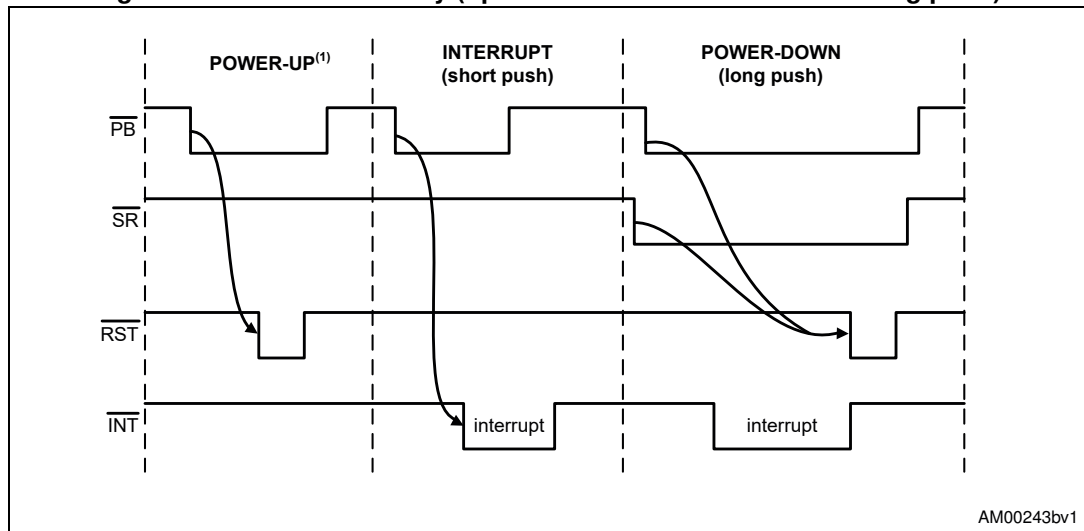 POWER-UP(1)
INTERRUPT
(short push)
POWER-DOWN
(long push)
PB
SR
RST
INT
interrupt
interrupt
AM00243bv1